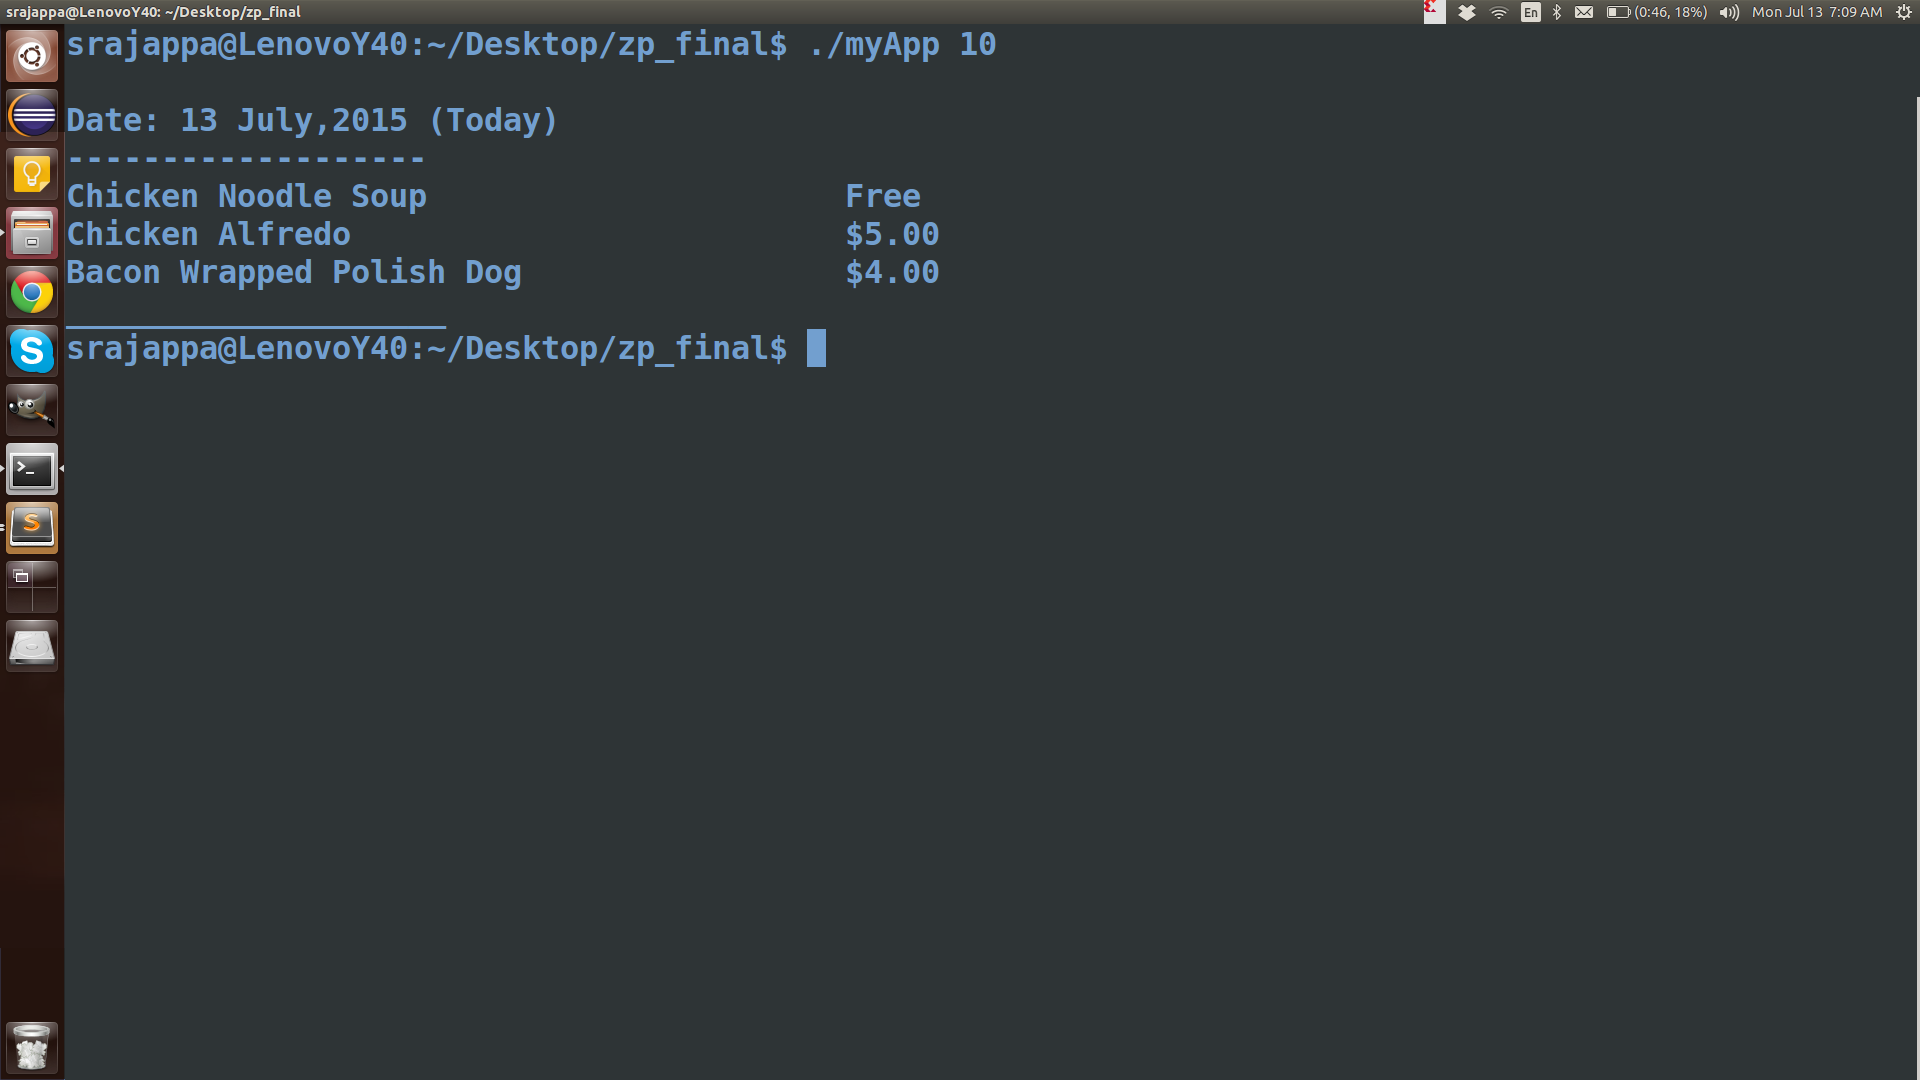 srajappa@LenovoY40: ~/Desktop/zp_final
En (0:46, 18%) Mon Jul 13 7:09 AM
srajappa@LenovoY40:~/Desktop/zp_final$ ./myApp 10
Date: 13 July,2015 (Today)
-------------------
Chicken Noodle Soup Free
Chicken Alfredo $5.00
Bacon Wrapped Polish Dog $4.00
____________________
srajappa@LenovoY40:~/Desktop/zp_final$